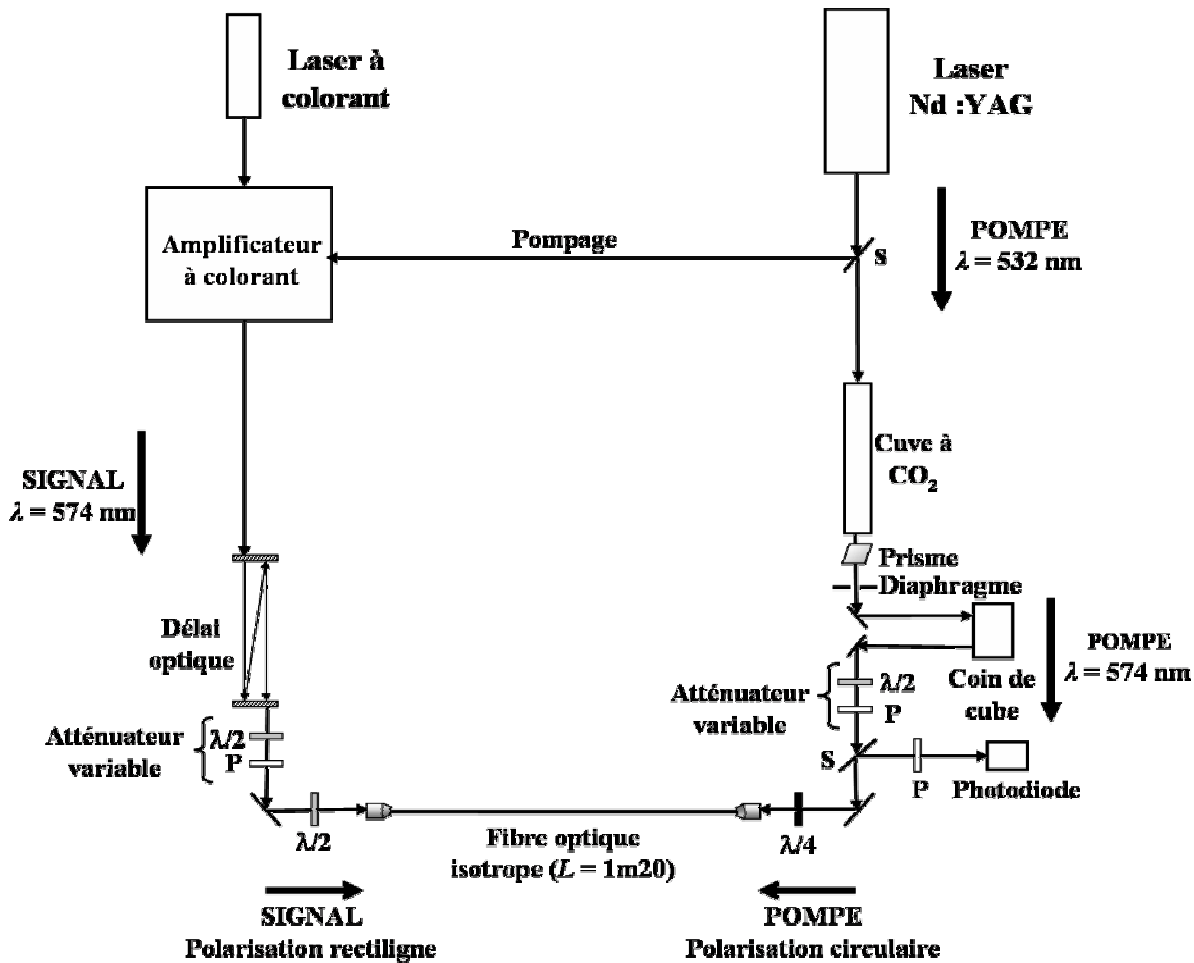 Laser à
colorant
Laser
Nd :YAG
Amplificateur
à colorant
Pompage
S
POMPE
λ = 532 nm
Cuve à
CO₂
SIGNAL
λ = 574 nm
Prisme
Diaphragme
Délai
optique
POMPE
λ = 574 nm
Coin de
cube
Atténuateur
variable
λ/2
P
Atténuateur
variable
λ/2
P
S
P
Photodiode
λ/2
Fibre optique
isotrope (L = 1m20)
λ/4
SIGNAL
Polarisation rectiligne
POMPE
Polarisation circulaire